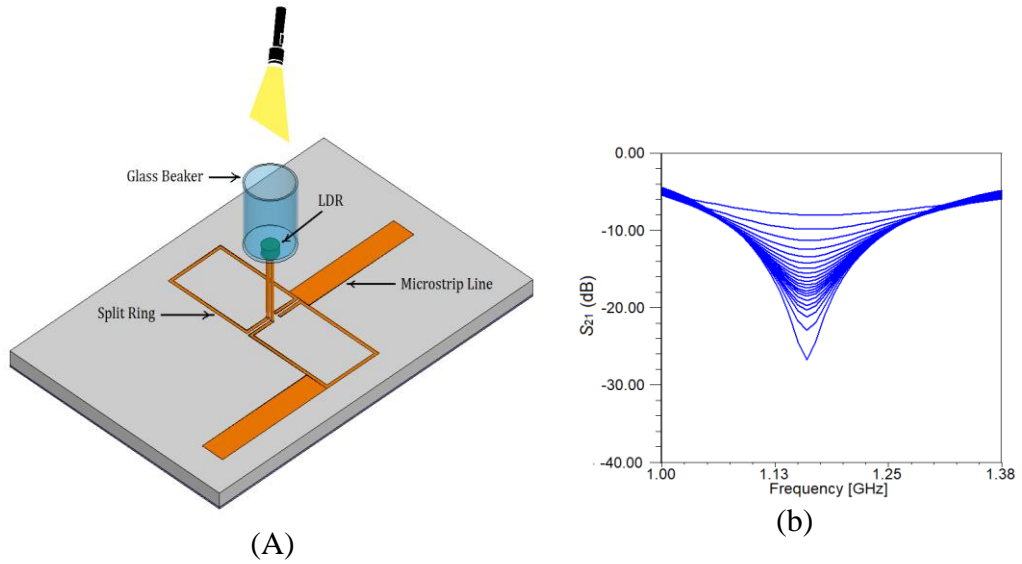 Glass Beaker
LDR
Microstrip Line
Split Ring
(A)
0.00
-10.00
-20.00
-30.00
-40.00
S21 (dB)
1.00
1.13
1.25
1.38
Frequency [GHz]
(b)